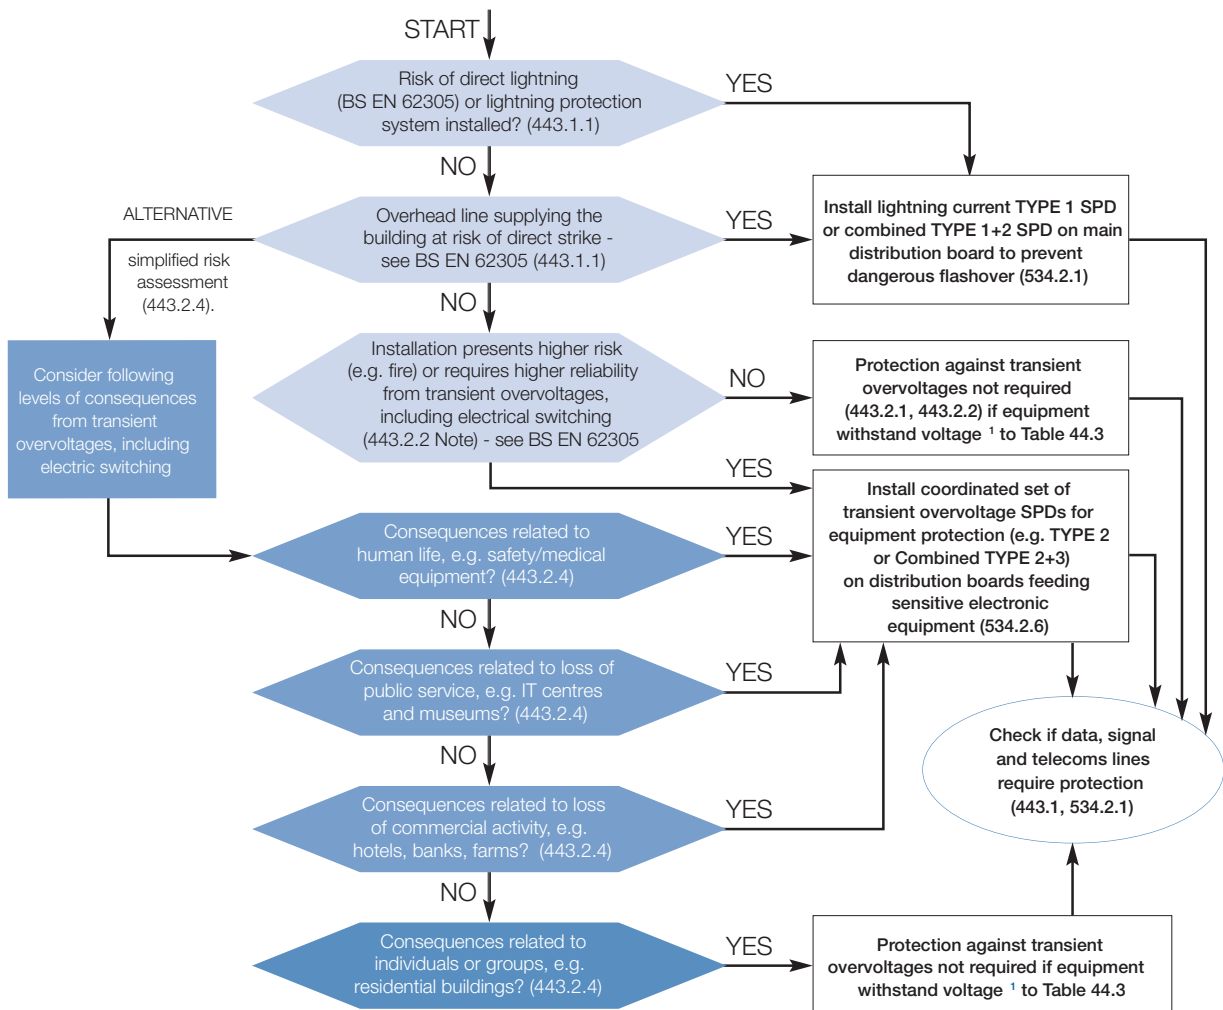 START
Risk of direct lightning
(BS EN 62305) or lightning protection
system installed? (443.1.1)
YES
NO
Install lightning current TYPE 1 SPD
or combined TYPE 1+2 SPD on main
distribution board to prevent
dangerous flashover (534.2.1)
Overhead line supplying the
building at risk of direct strike -
see BS EN 62305 (443.1.1)
YES
NO
ALTERNATIVE
simplified risk
assessment
(443.2.4).
Consider following
levels of consequences
from transient
overvoltages, including
electric switching
Installation presents higher risk
(e.g. fire) or requires higher reliability
from transient overvoltages,
including electrical switching
(443.2.2 Note) - see BS EN 62305
NO
Protection against transient
overvoltages not required
(443.2.1, 443.2.2) if equipment
withstand voltage ¹ to Table 44.3
YES
Install coordinated set of
transient overvoltage SPDs for
equipment protection (e.g. TYPE 2
or Combined TYPE 2+3)
on distribution boards feeding
sensitive electronic
equipment (534.2.6)
Consequences related to
human life, e.g. safety/medical
equipment? (443.2.4)
YES
NO
Consequences related to loss of
public service, e.g. IT centres
and museums? (443.2.4)
YES
NO
Check if data, signal
and telecoms lines
require protection
(443.1, 534.2.1)
Consequences related to loss
of commercial activity, e.g.
hotels, banks, farms? (443.2.4)
YES
NO
Consequences related to
individuals or groups, e.g.
residential buildings? (443.2.4)
YES
Protection against transient
overvoltages not required if equipment
withstand voltage ¹ to Table 44.3